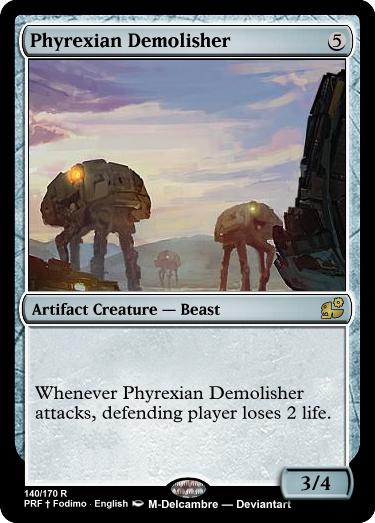 Phyrexian Demolisher 5
Artifact Creature — Beast
Whenever Phyrexian Demolisher
attacks, defending player loses 2 life.
3/4
140/170 R
PRF † Fodimo · English M-Delcambre — Deviantart